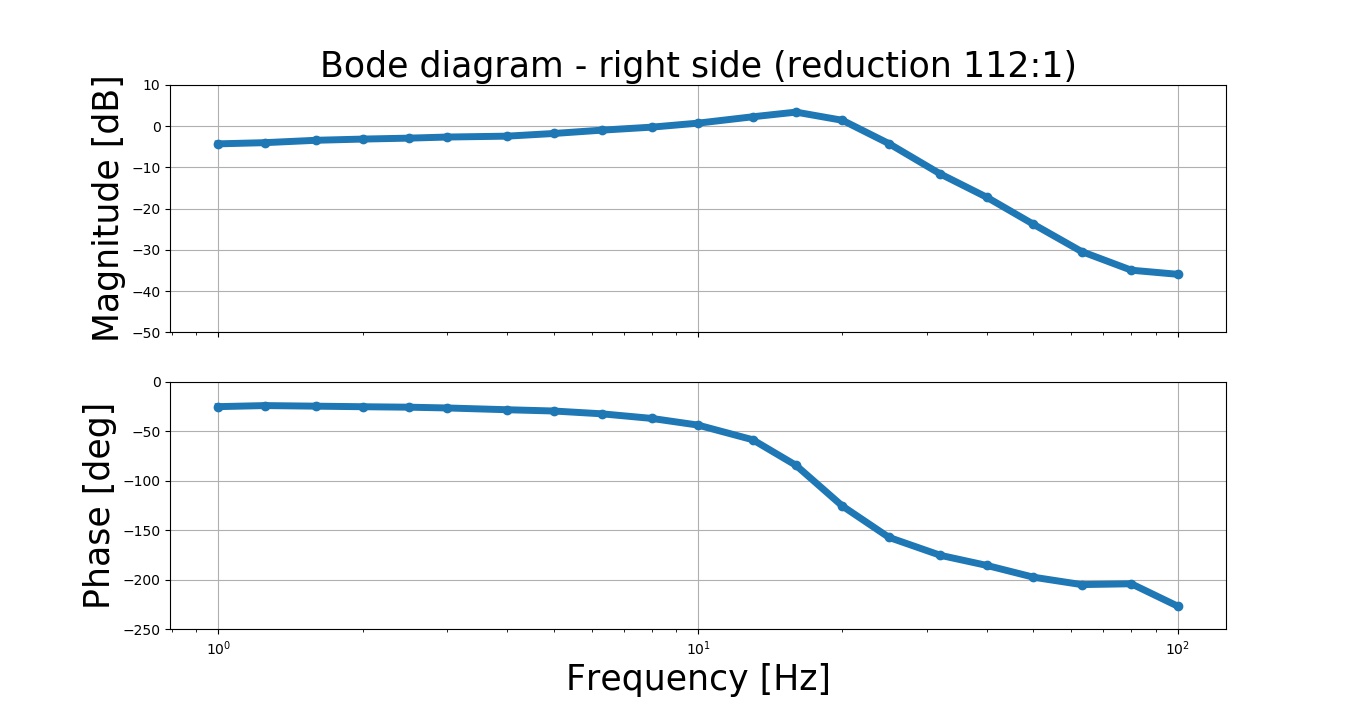 Bode diagram - right side (reduction 112:1)
Magnitude [dB]
10
0
−10
−20
−30
−40
−50
Phase [deg]
0
−50
−100
−150
−200
−250
10⁰ 10¹ 10²
Frequency [Hz]